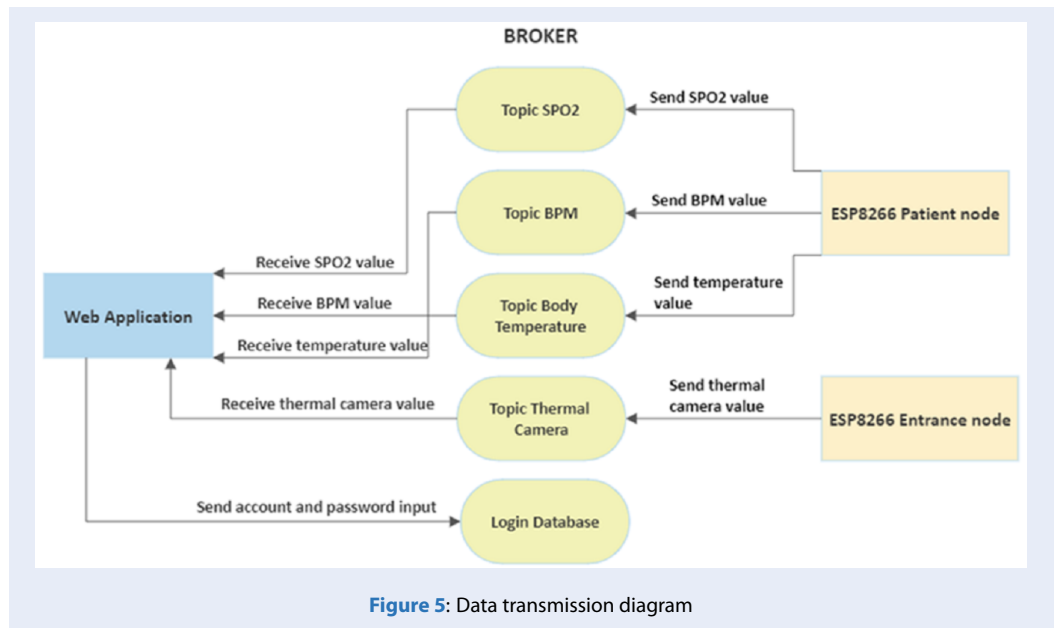 BROKER
Topic SPO2
Send SPO2 value
Topic BPM
Send BPM value
ESP8266 Patient node
Receive SPO2 value
Web Application
Receive BPM value
Topic Body
Temperature
Send temperature
value
Receive temperature value
Receive thermal camera value
Topic Thermal
Camera
Send thermal
camera value
ESP8266 Entrance node
Send account and password input
Login Database
Figure 5: Data transmission diagram